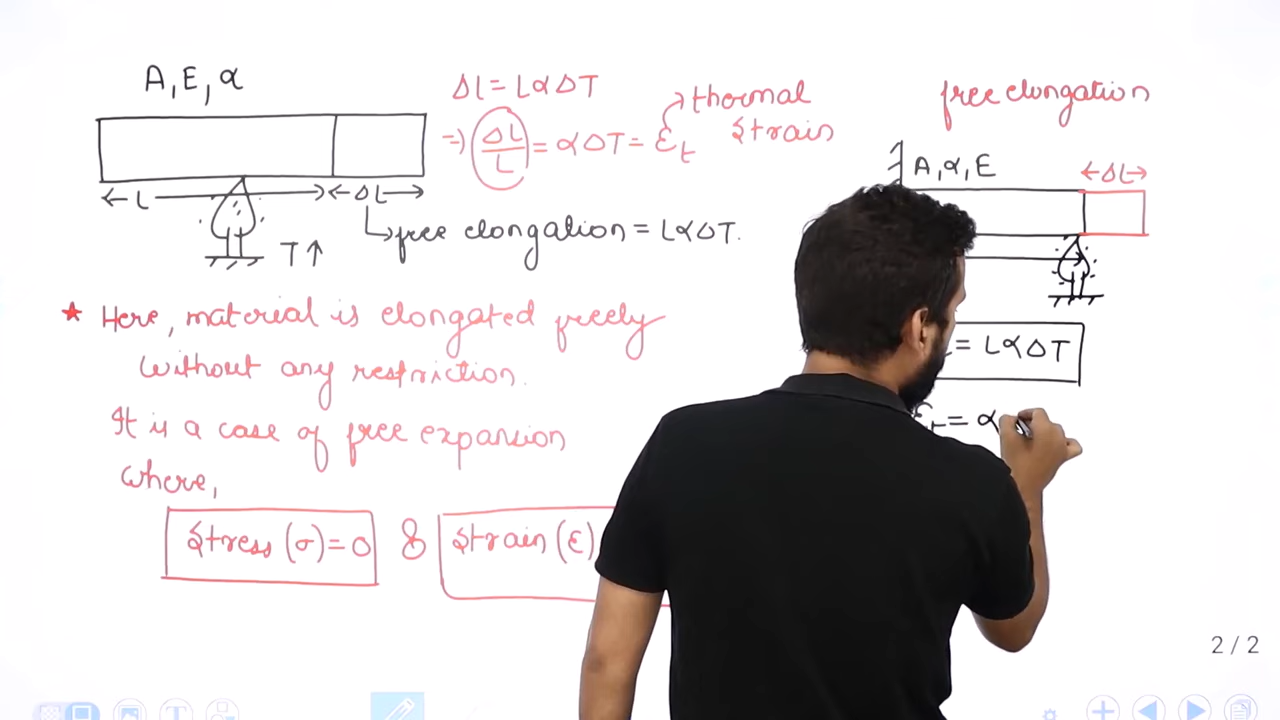 A, E, α
ΔL = LαΔT
⇒ ΔL/L = αΔT = Ɛt → thermal strain
← L → ← ΔL →
free elongation = LαΔT.
T↑
★ Here, material is elongated freely
without any restriction.
It is a case of free expansion
where,
Stress (σ) = 0 & Strain (Ɛ)
free elongation
A, α, E
← ΔL →
= LαΔT
Ɛt = α
2 / 2